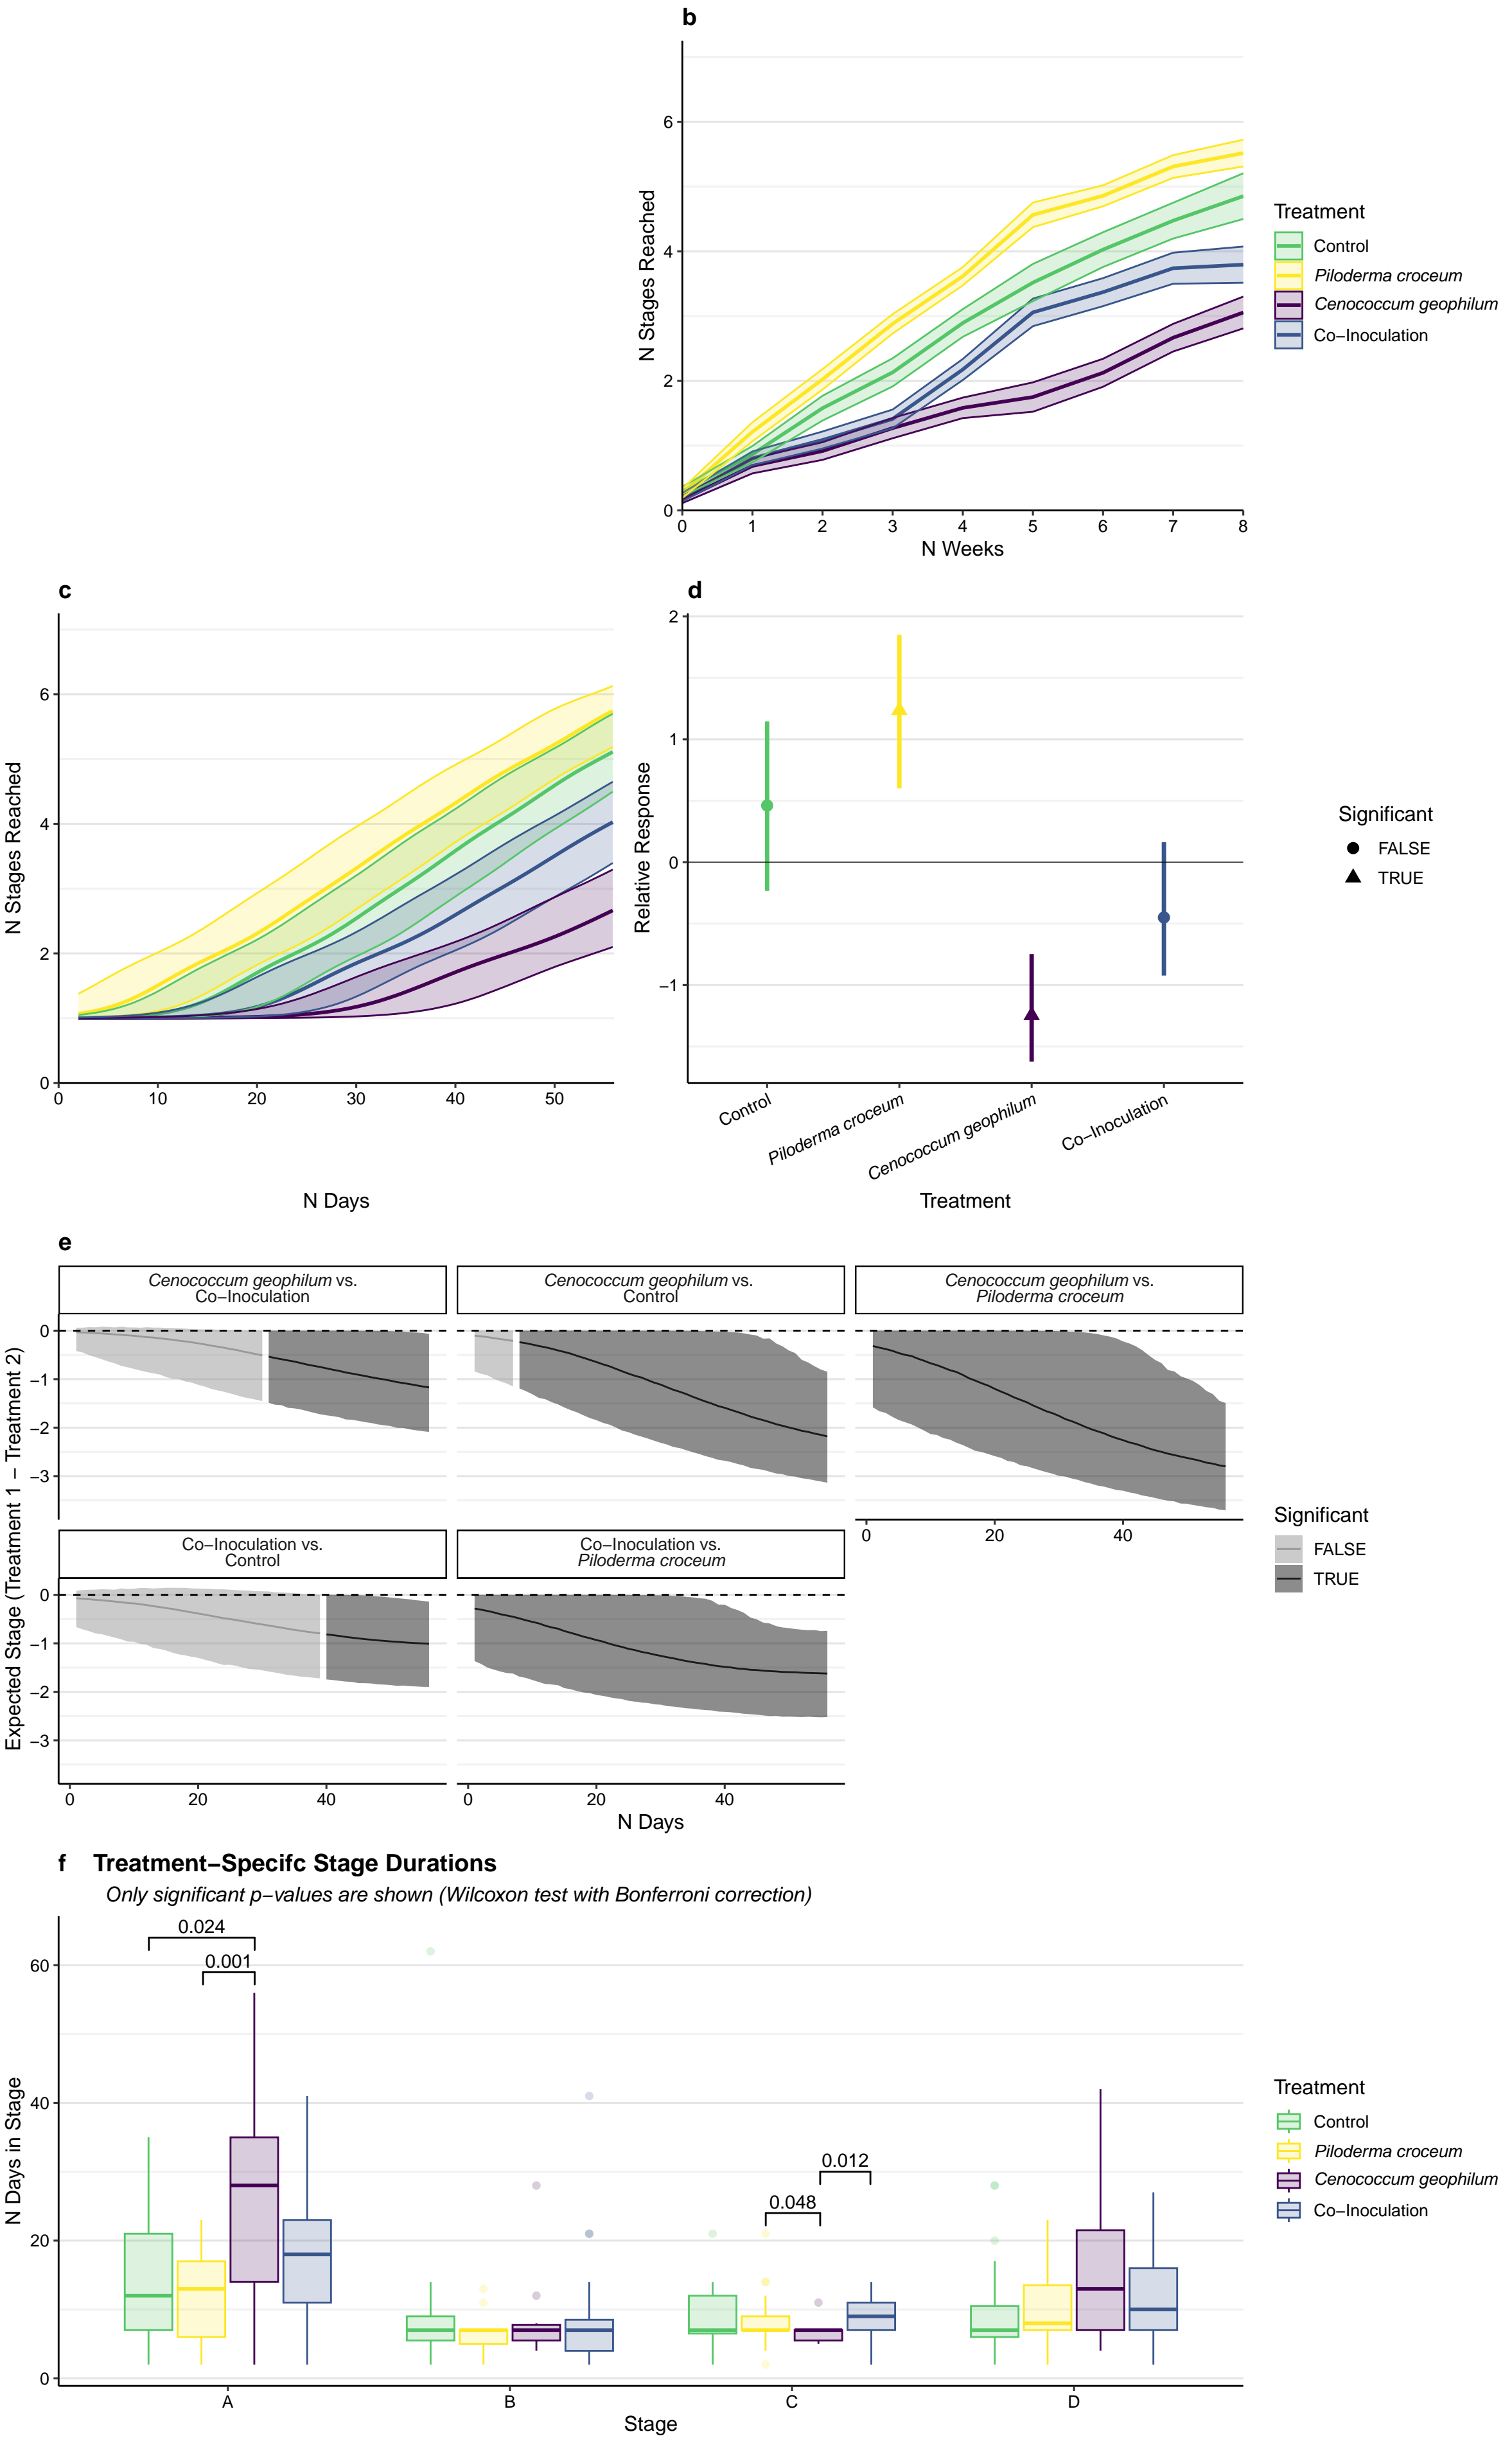 b
N Stages Reached
6
4
2
0
0 1 2 3 4 5 6 7 8
N Weeks
Treatment
Control
Piloderma croceum
Cenococcum geophilum
Co−Inoculation
c
N Stages Reached
6
4
2
0
0 10 20 30 40 50
N Days
d
Relative Response
2
1
0
−1
Control
Piloderma croceum
Cenococcum geophilum
Co−Inoculation
Treatment
Significant
FALSE
TRUE
e
Expected Stage (Treatment 1 − Treatment 2)
Cenococcum geophilum vs.
Co−Inoculation
Cenococcum geophilum vs.
Control
Cenococcum geophilum vs.
Piloderma croceum
0
−1
−2
−3
0 20 40
Co−Inoculation vs.
Control
Co−Inoculation vs.
Piloderma croceum
0
−1
−2
−3
0 20 40
0 20 40
N Days
Significant
FALSE
TRUE
f Treatment−Specifc Stage Durations
Only significant p−values are shown (Wilcoxon test with Bonferroni correction)
N Days in Stage
60
40
20
0
0.024
0.001
0.012
0.048
A B C D
Stage
Treatment
Control
Piloderma croceum
Cenococcum geophilum
Co−Inoculation